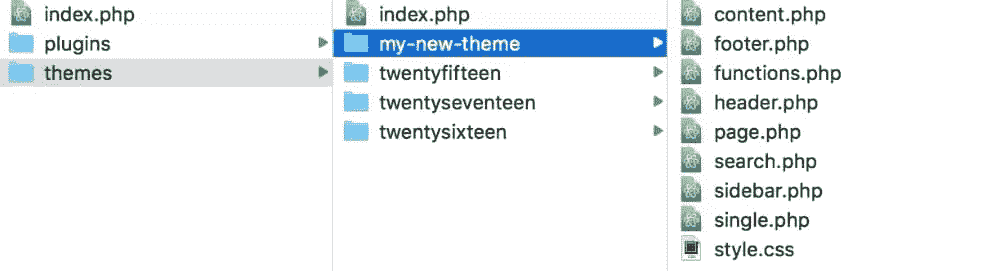 index.php
plugins
themes
index.php
my-new-theme
twentyfifteen
twentyseventeen
twentysixteen
content.php
footer.php
functions.php
header.php
page.php
search.php
sidebar.php
single.php
style.css